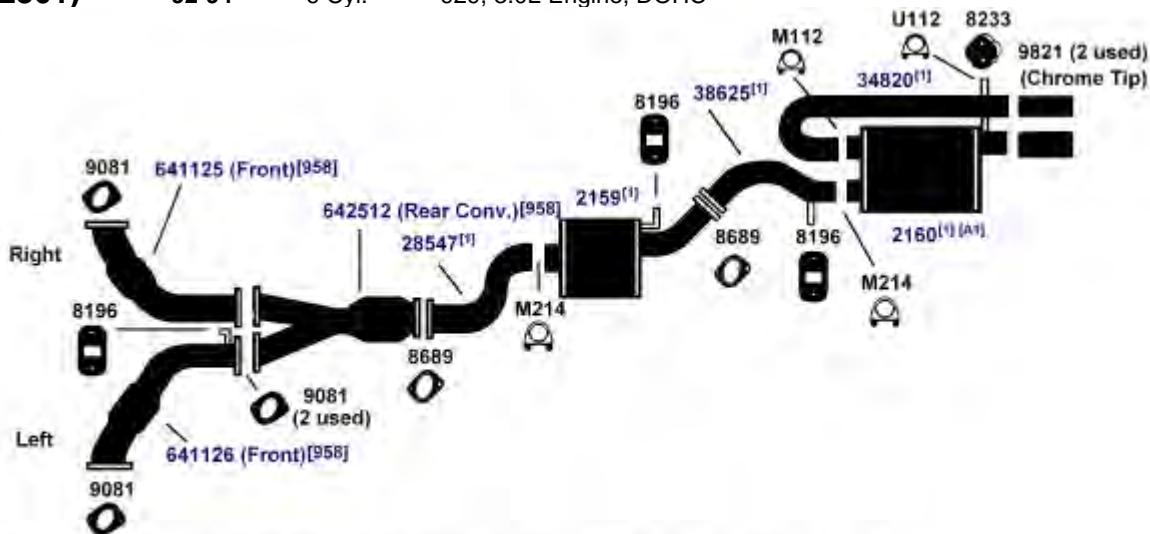 U112 8233
M112 9821 (2 used)
34820[1] (Chrome Tip)
8196 38625[1]
9081
641125 (Front)[958]
2159[1]
642512 (Rear Conv.)[958]
28547[1]
Right
8689 8196 2160[1] [A1]
M214
8196 M214
8689
9081
(2 used)
Left
641126 (Front)[958]
9081